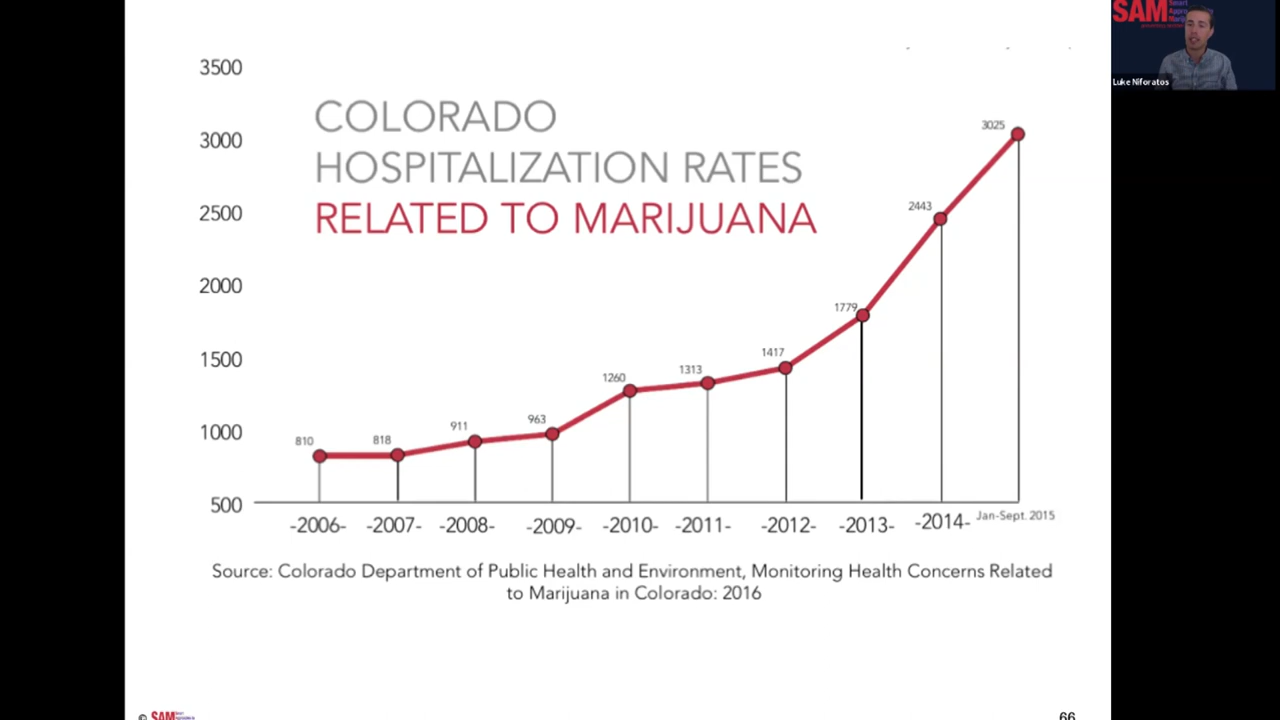 SAM Smart
Luke Niforatos
COLORADO
HOSPITALIZATION RATES
RELATED TO MARIJUANA
3500
3000
2500
2000
1500
1000
500
810
818
911
963
1260
1313
1417
1779
2443
3025
-2006- -2007- -2008- -2009- -2010- -2011- -2012- -2013- -2014- Jan-Sept. 2015
Source: Colorado Department of Public Health and Environment, Monitoring Health Concerns Related
to Marijuana in Colorado: 2016
© SAM
66